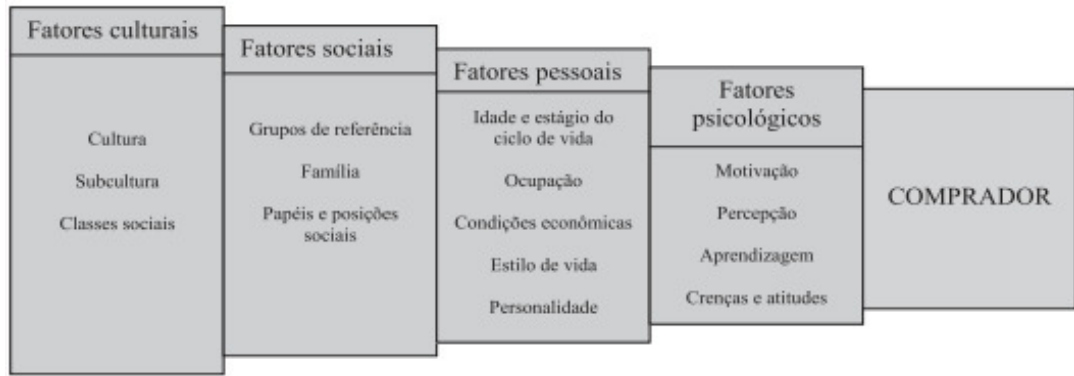 Fatores culturais
Cultura
Subcultura
Classes sociais
Fatores sociais
Grupos de referência
Família
Papéis e posições
sociais
Fatores pessoais
Idade e estágio do
ciclo de vida
Ocupação
Condições econômicas
Estilo de vida
Personalidade
Fatores
psicológicos
Motivação
Percepção
Aprendizagem
Crenças e atitudes
COMPRADOR